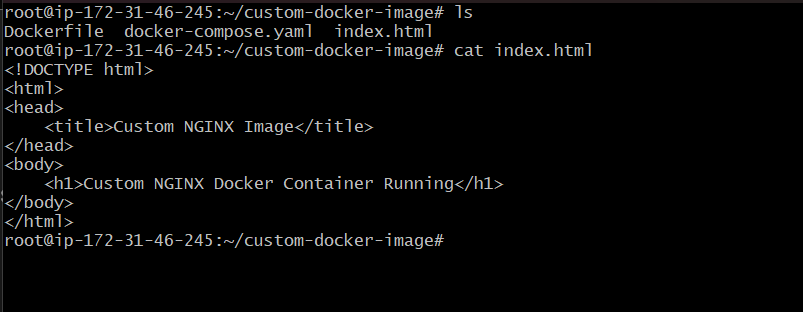 root@ip-172-31-46-245:~/custom-docker-image# ls
Dockerfile  docker-compose.yaml  index.html
root@ip-172-31-46-245:~/custom-docker-image# cat index.html
<!DOCTYPE html>
<html>
<head>
    <title>Custom NGINX Image</title>
</head>
<body>
    <h1>Custom NGINX Docker Container Running</h1>
</body>
</html>
root@ip-172-31-46-245:~/custom-docker-image#